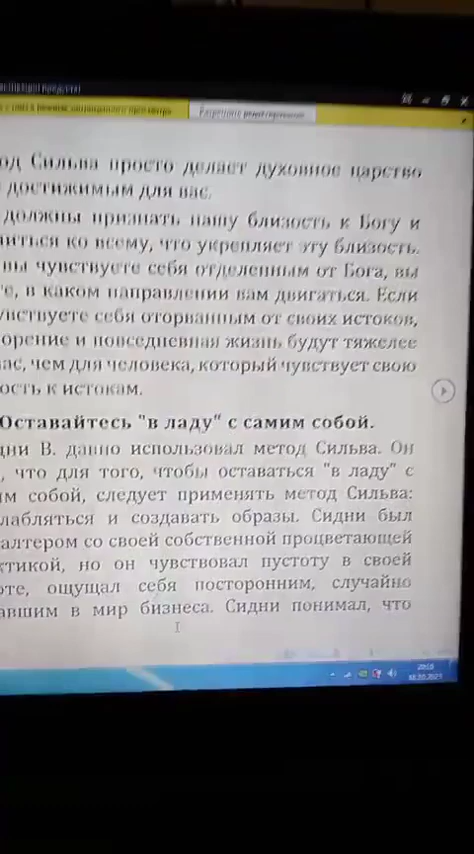 просмотра
Разрешить редактирование
од Сильва просто делает духовное царство
достижимым для вас.
должны признать нашу близость к Богу и
иться ко всему, что укрепляет эту близость.
вы чувствуете себя отделенным от Бога, вы
е, в каком направлении вам двигаться. Если
увствуете себя оторванным от своих истоков,
орение и повседневная жизнь будут тяжелее
ас, чем для человека, который чувствует свою
ость к истокам.
Оставайтесь "в ладу" с самим собой.
дни В. давно использовал метод Сильва. Он
, что для того, чтобы оставаться "в ладу" с
им собой, следует применять метод Сильва:
лабляться и создавать образы. Сидни был
алтером со своей собственной процветающей
ктикой, но он чувствовал пустоту в своей
оте, ощущал себя посторонним, случайно
авшим в мир бизнеса. Сидни понимал, что